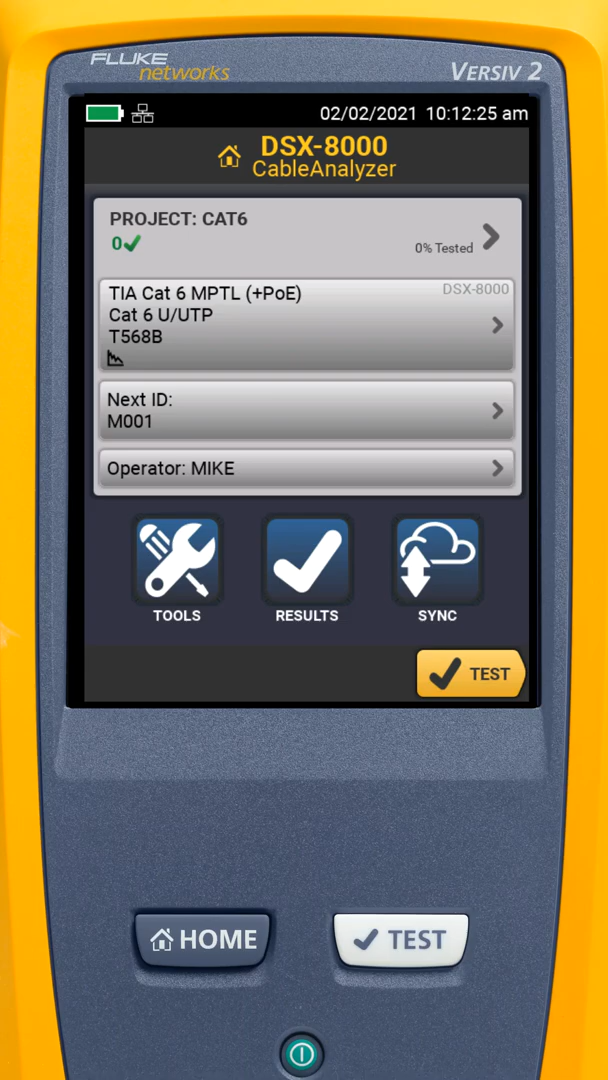 FLUKE
networks
VERSIV 2
02/02/2021 10:12:25 am
DSX-8000
CableAnalyzer
PROJECT: CAT6
0
0% Tested
TIA Cat 6 MPTL (+PoE)
DSX-8000
Cat 6 U/UTP
T568B
Next ID:
M001
Operator: MIKE
TOOLS
RESULTS
SYNC
TEST
HOME
TEST